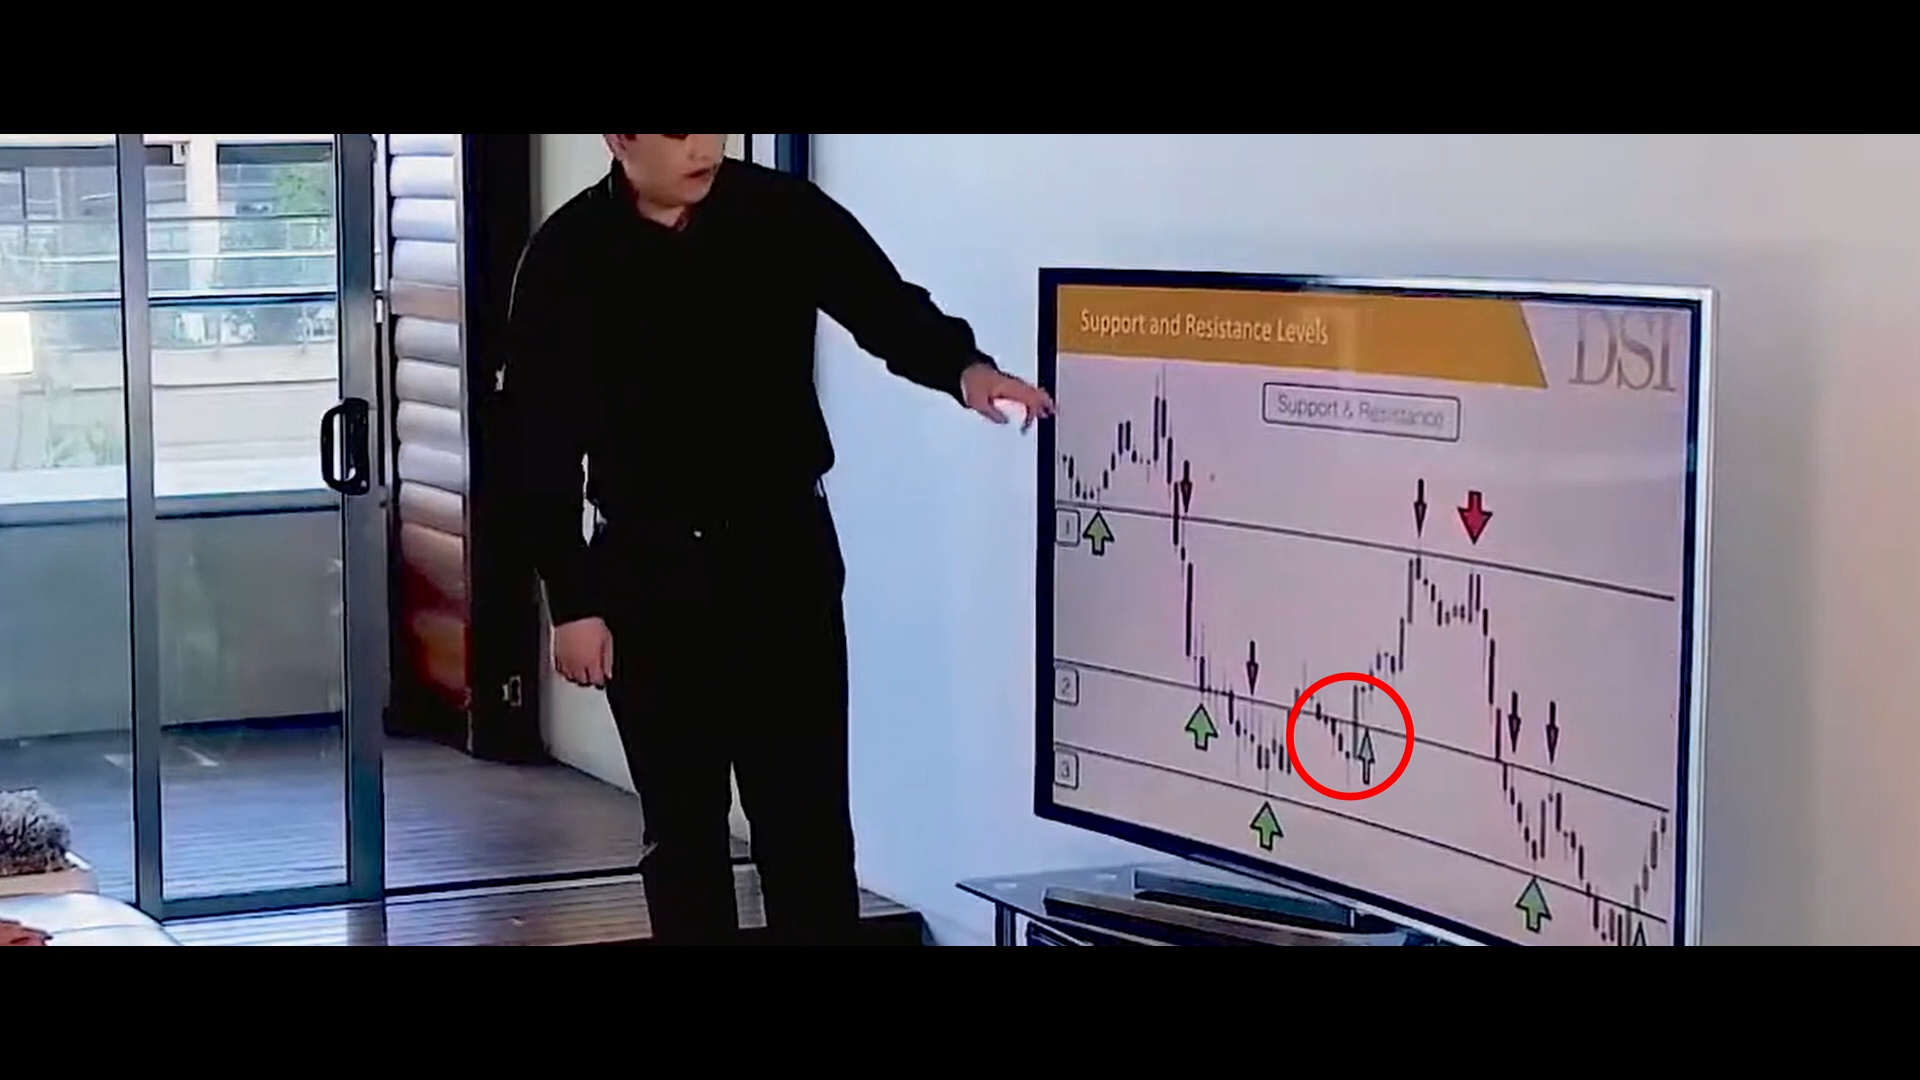 Support and Resistance Levels
DSI
Support & Resistance
1
2
3